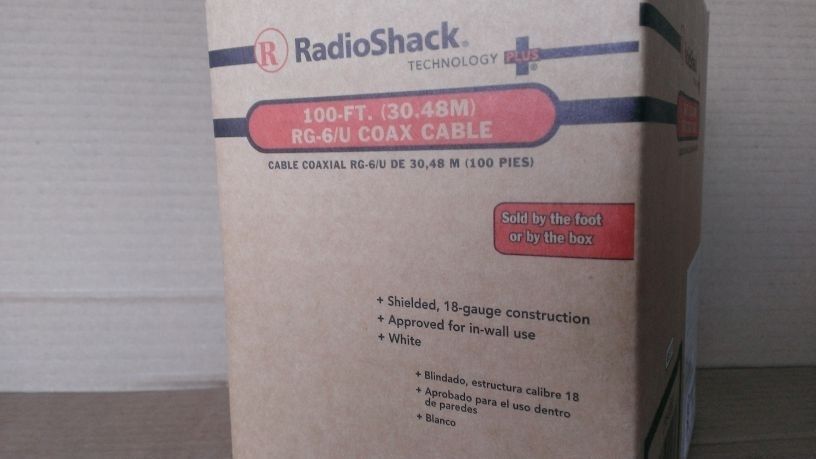 R RadioShack®
TECHNOLOGY PLUS®
100-FT. (30.48M)
RG-6/U COAX CABLE
CABLE COAXIAL RG-6/U DE 30,48 M (100 PIES)
Sold by the foot
or by the box
+ Shielded, 18-gauge construction
+ Approved for in-wall use
+ White
+ Blindado, estructura calibre 18
+ Aprobado para el uso dentro
de paredes
+ Blanco